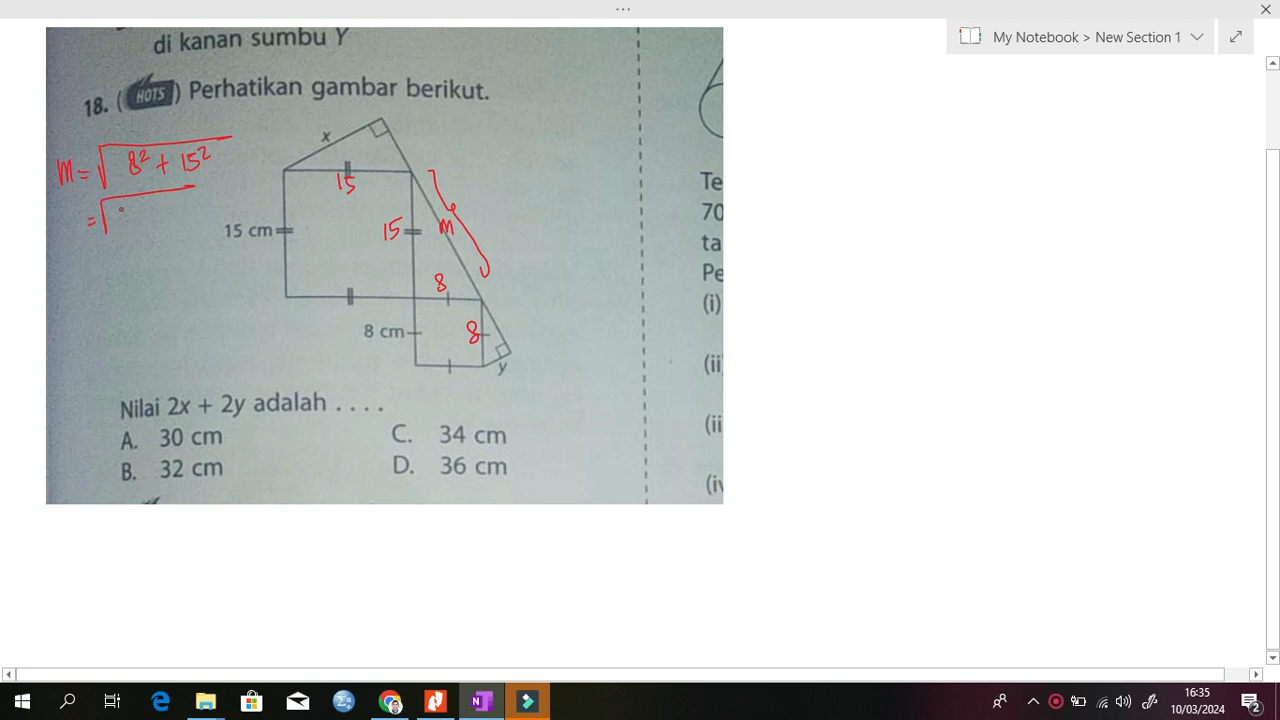 My Notebook > New Section 1
di kanan sumbu Y
18. (HOTS) Perhatikan gambar berikut.
x
m = √8² + 15²
= √
15
15 cm
15
m
8
8 cm
8
y
Nilai 2x + 2y adalah . . . .
A. 30 cm
B. 32 cm
C. 34 cm
D. 36 cm
Te
70
ta
Pe
(i)
(ii
(ii
(iv
16:35
10/03/2024
2